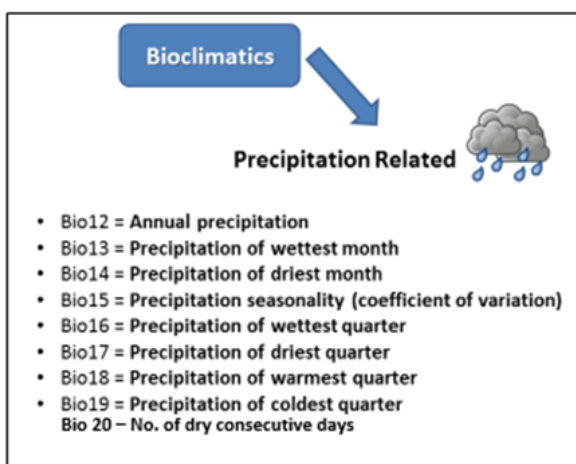 Bioclimatics
Precipitation Related
• Bio12 = Annual precipitation
• Bio13 = Precipitation of wettest month
• Bio14 = Precipitation of driest month
• Bio15 = Precipitation seasonality (coefficient of variation)
• Bio16 = Precipitation of wettest quarter
• Bio17 = Precipitation of driest quarter
• Bio18 = Precipitation of warmest quarter
• Bio19 = Precipitation of coldest quarter
Bio 20 – No. of dry consecutive days